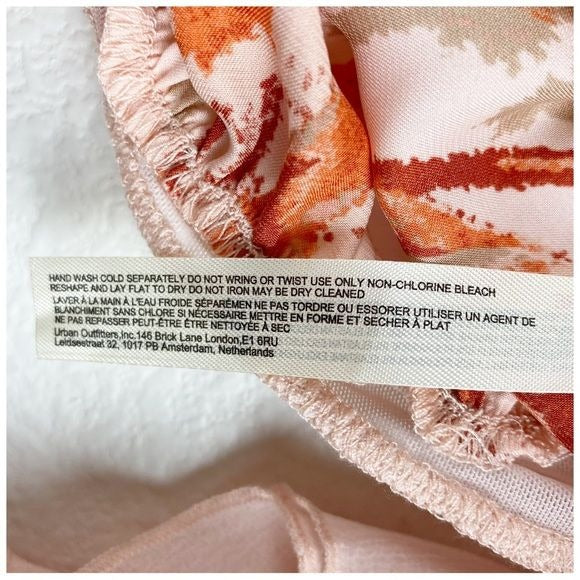 HAND WASH COLD SEPARATELY DO NOT WRING OR TWIST USE ONLY NON-CHLORINE BLEACH
RESHAPE AND LAY FLAT TO DRY DO NOT IRON MAY BE DRY CLEANED
LAVER À LA MAIN À L'EAU FROIDE SÉPARÉMEN NE PAS TORDRE OU ESSORER UTILISER UN AGENT DE
BLANCHIMENT SANS CHLORE SI NÉCESSAIRE METTRE EN FORME ET SECHER À PLAT
NE PAS REPASSER PEUT-ÊTRE ÊTRE NETTOYÉE À SEC
Urban Outfitters,Inc.146 Brick Lane London,E1 6RU
Leidsestraat 32, 1017 PB Amsterdam, Netherlands